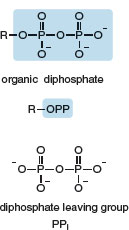 O O
R—O—P—O—P—O⁻
O⁻ O⁻
organic diphosphate
R—OPP
O O
⁻O—P—O—P—O⁻
O⁻ O⁻
diphosphate leaving group
PPᵢ